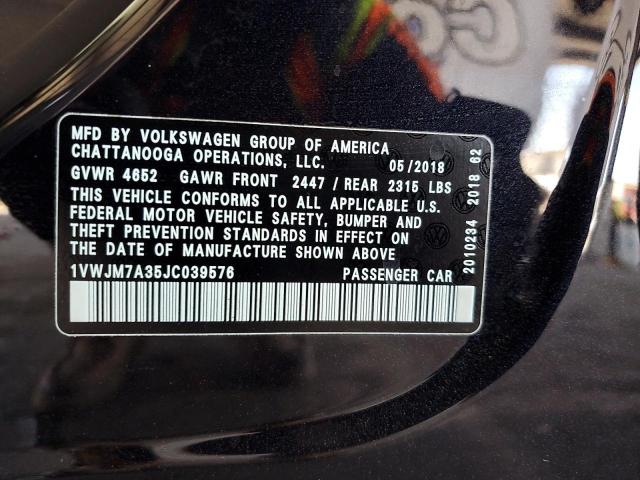 MFD BY VOLKSWAGEN GROUP OF AMERICA
CHATTANOOGA OPERATIONS, LLC. 05/2018
GVWR 4652 GAWR FRONT 2447 / REAR 2315 LBS
THIS VEHICLE CONFORMS TO ALL APPLICABLE U.S.
FEDERAL MOTOR VEHICLE SAFETY, BUMPER AND
THEFT PREVENTION STANDARDS IN EFFECT ON
THE DATE OF MANUFACTURE SHOWN ABOVE
1VWJM7A35JC039576 PASSENGER CAR
2010234 2018 62